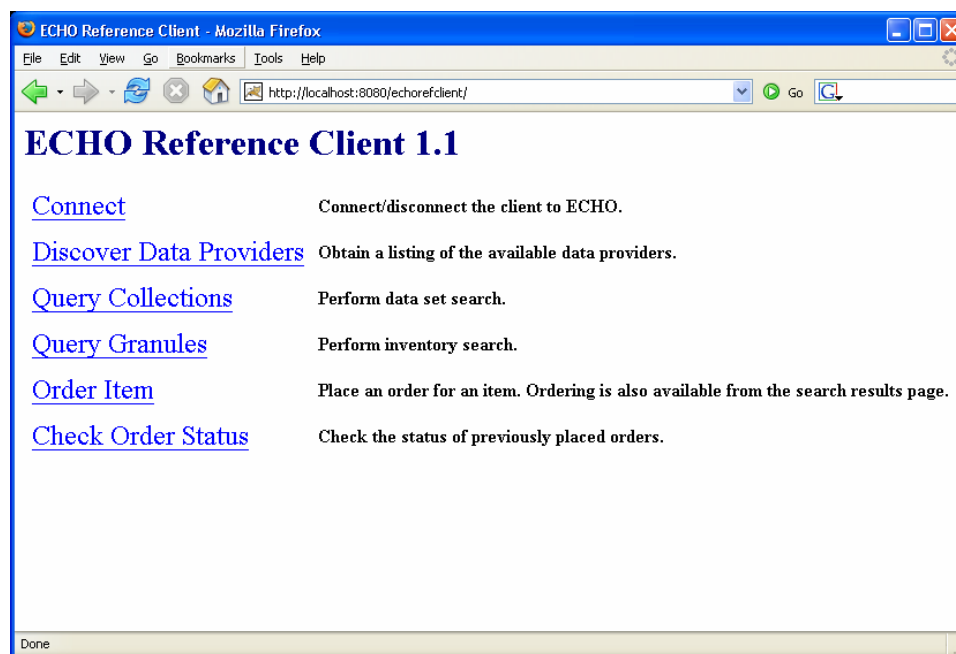 ECHO Reference Client - Mozilla Firefox
File Edit View Go Bookmarks Tools Help
http://localhost:8080/echorefclient/ Go G
ECHO Reference Client 1.1
Connect Connect/disconnect the client to ECHO.
Discover Data Providers Obtain a listing of the available data providers.
Query Collections Perform data set search.
Query Granules Perform inventory search.
Order Item Place an order for an item. Ordering is also available from the search results page.
Check Order Status Check the status of previously placed orders.
Done